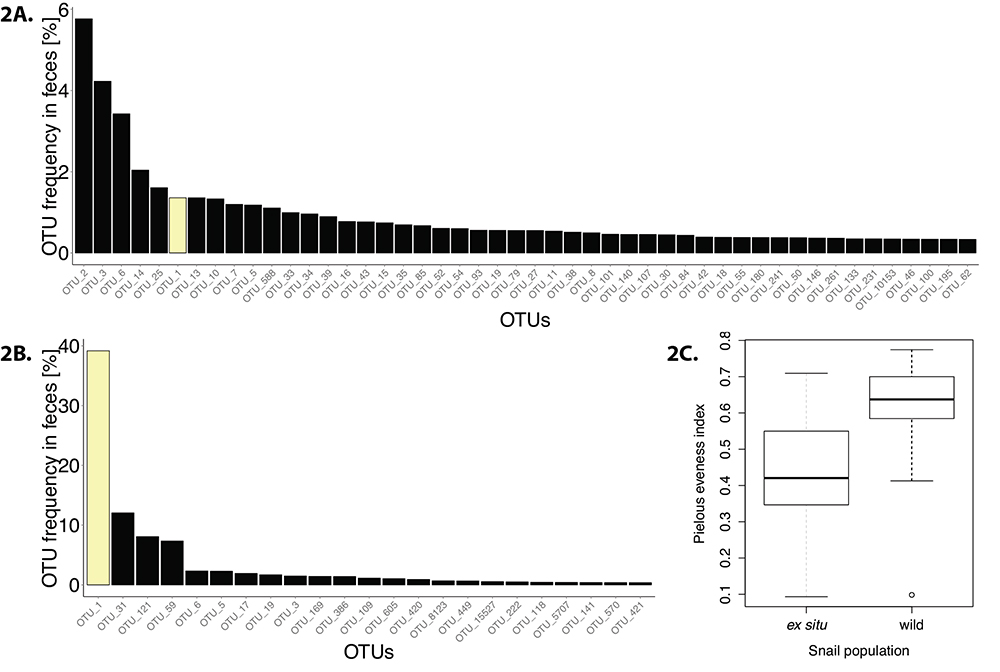 2A.
OTU frequency in feces [%]
6
4
2
0
OTU_2
OTU_3
OTU_6
OTU_14
OTU_25
OTU_1
OTU_13
OTU_10
OTU_7
OTU_5
OTU_588
OTU_33
OTU_34
OTU_39
OTU_16
OTU_43
OTU_15
OTU_35
OTU_85
OTU_52
OTU_54
OTU_93
OTU_19
OTU_79
OTU_27
OTU_11
OTU_38
OTU_8
OTU_101
OTU_140
OTU_107
OTU_30
OTU_84
OTU_42
OTU_18
OTU_55
OTU_180
OTU_241
OTU_50
OTU_146
OTU_261
OTU_133
OTU_231
OTU_10153
OTU_46
OTU_100
OTU_195
OTU_62
OTUs
2B.
OTU frequency in feces [%]
40
30
20
10
0
OTU_1
OTU_31
OTU_121
OTU_59
OTU_6
OTU_5
OTU_17
OTU_19
OTU_3
OTU_169
OTU_386
OTU_109
OTU_605
OTU_420
OTU_8123
OTU_449
OTU_15527
OTU_222
OTU_118
OTU_5707
OTU_141
OTU_570
OTU_421
OTUs
2C.
Pielous eveness index
0.8
0.7
0.6
0.5
0.4
0.3
0.2
0.1
ex situ
wild
Snail population